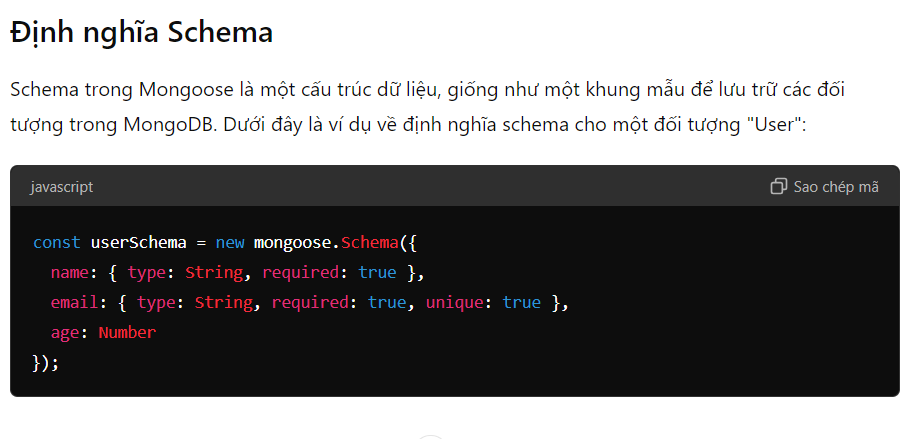 Định nghĩa Schema
Schema trong Mongoose là một cấu trúc dữ liệu, giống như một khung mẫu để lưu trữ các đối
tượng trong MongoDB. Dưới đây là ví dụ về định nghĩa schema cho một đối tượng "User":
javascript Sao chép mã
const userSchema = new mongoose.Schema({
  name: { type: String, required: true },
  email: { type: String, required: true, unique: true },
  age: Number
});